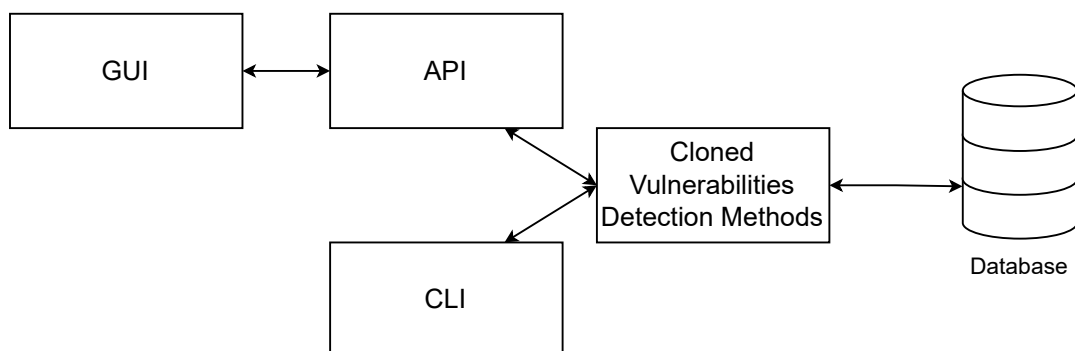 GUI
API
Cloned
Vulnerabilities
Detection Methods
CLI
Database